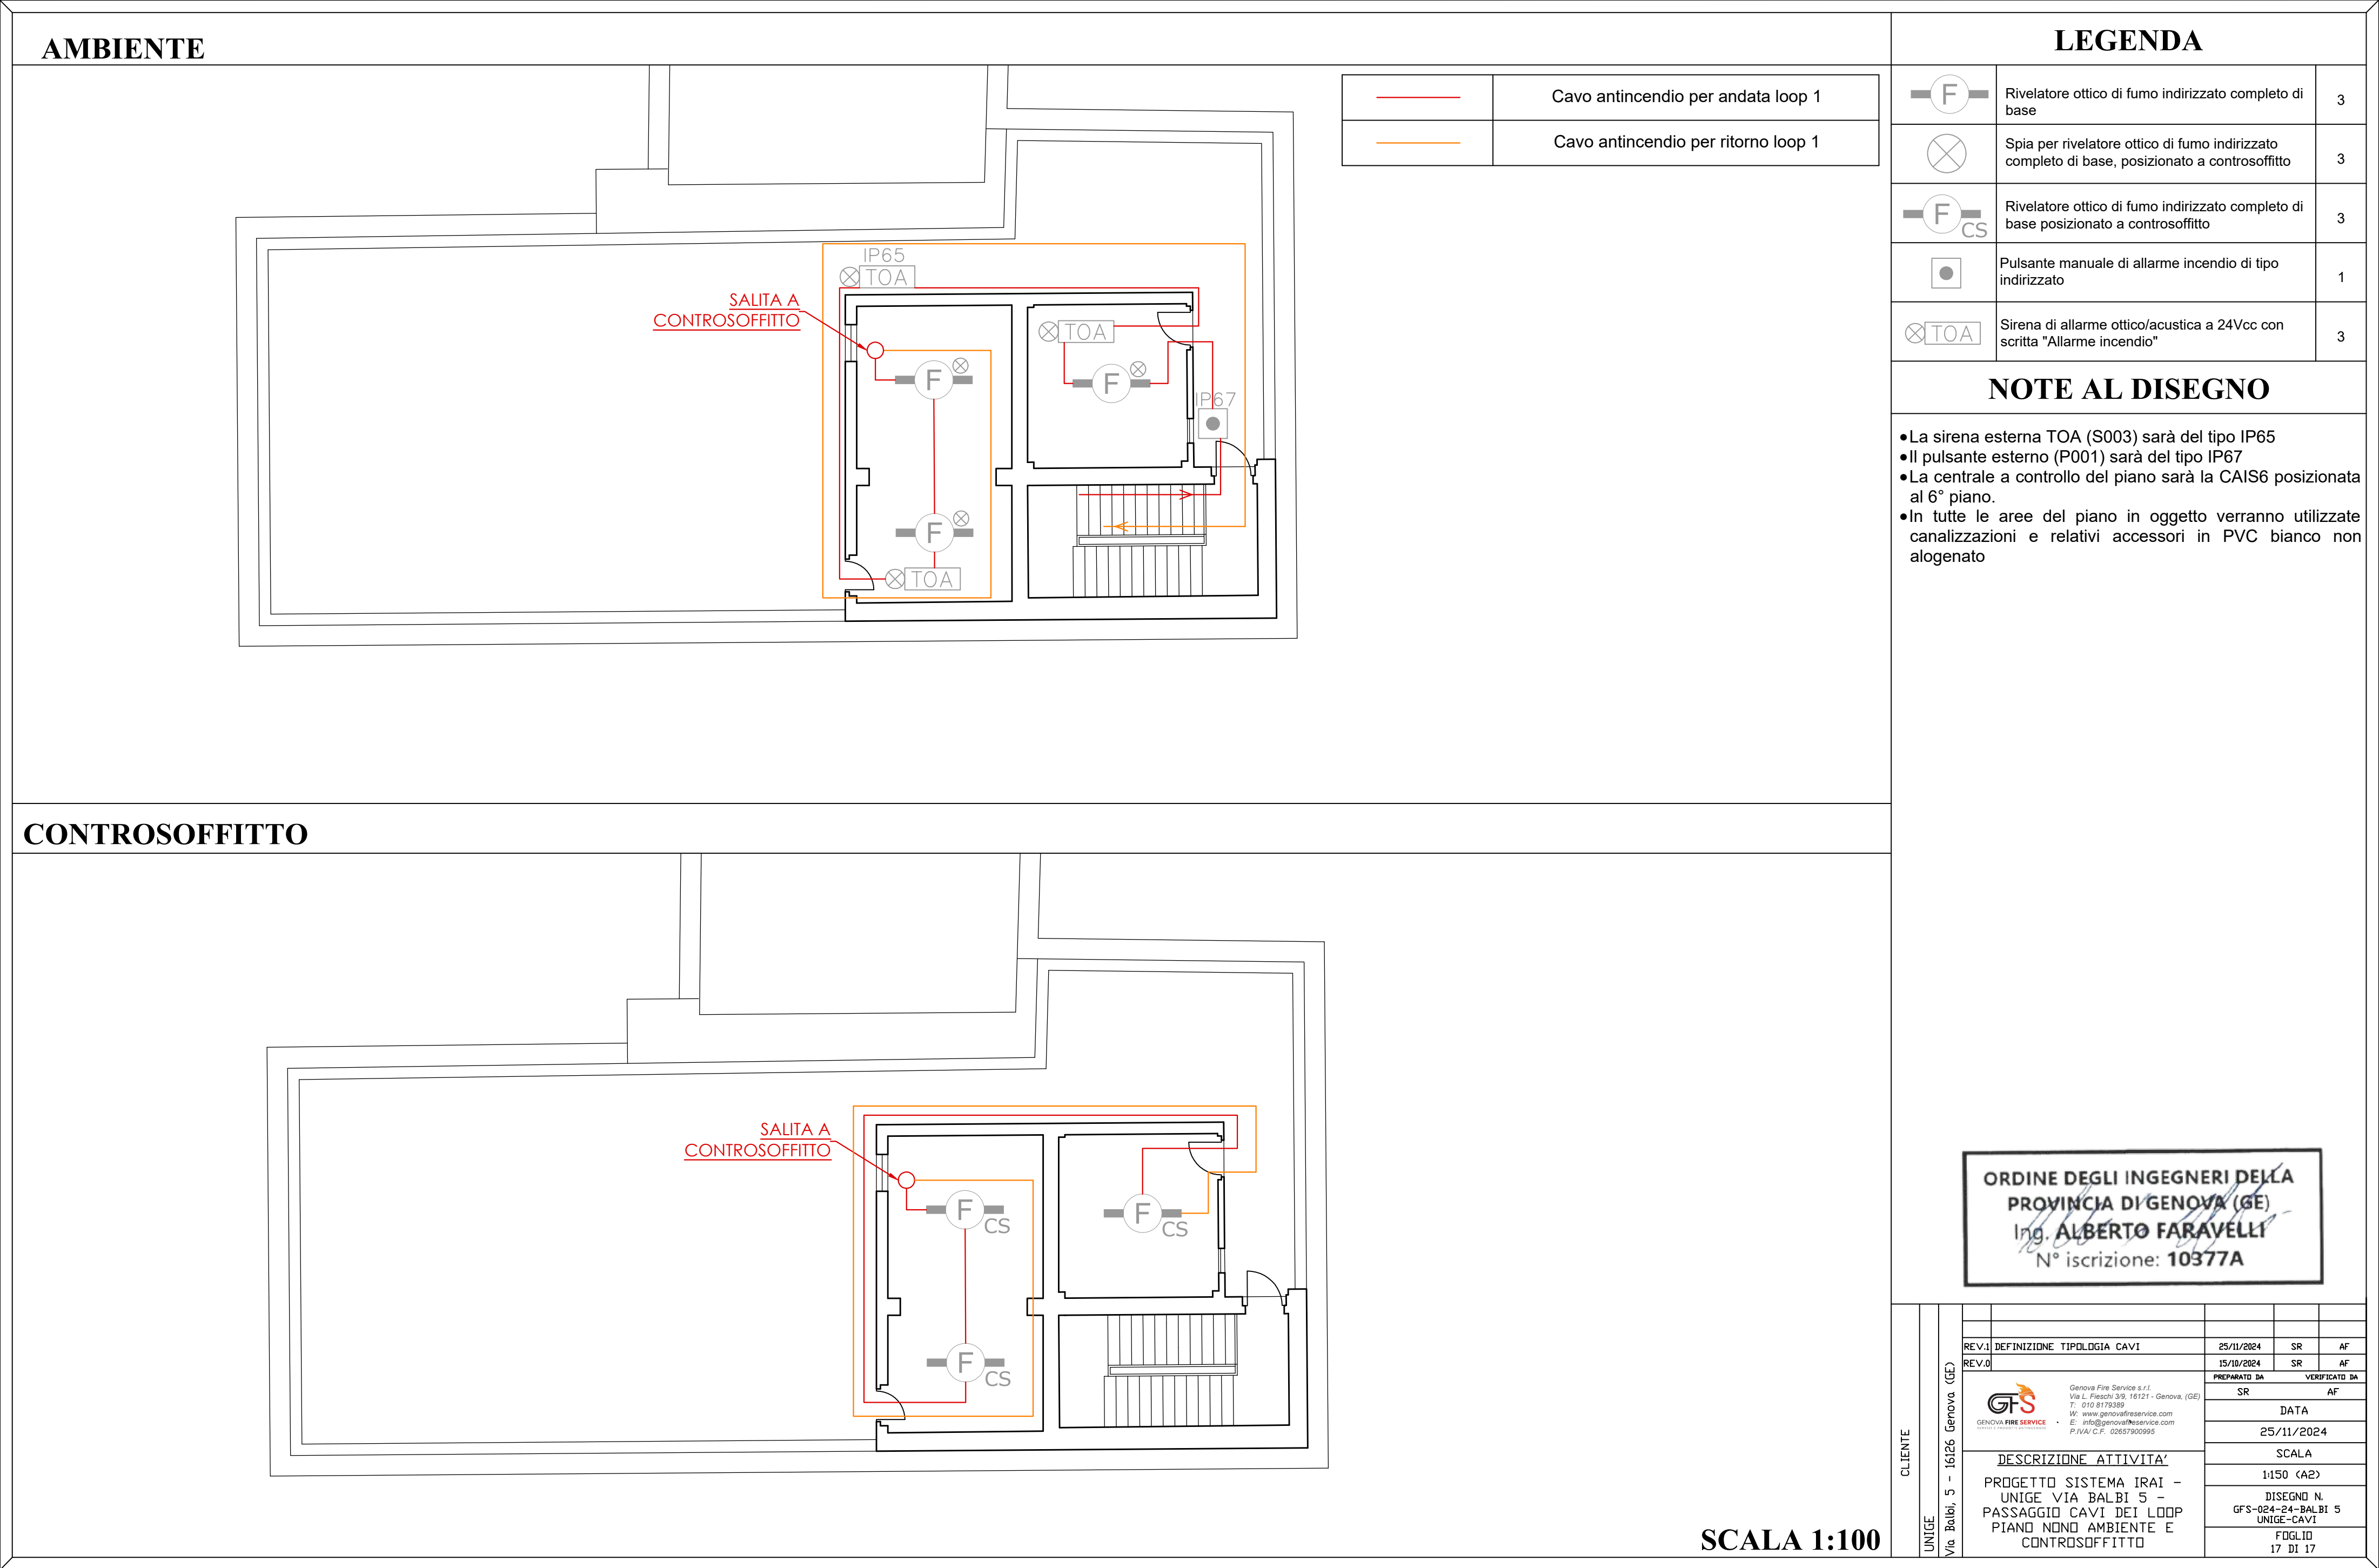 AMBIENTE
Cavo antincendio per andata loop 1
Cavo antincendio per ritorno loop 1
IP65
TOA
SALITA A
CONTROSOFFITTO
TOA
F
F
IP67
F
TOA
CONTROSOFFITTO
SALITA A
CONTROSOFFITTO
F
CS
F
CS
F
CS
SCALA 1:100
LEGENDA
F
Rivelatore ottico di fumo indirizzato completo di
base
3
Spia per rivelatore ottico di fumo indirizzato
completo di base, posizionato a controsoffitto
3
F
CS
Rivelatore ottico di fumo indirizzato completo di
base posizionato a controsoffitto
3
Pulsante manuale di allarme incendio di tipo
indirizzato
1
TOA
Sirena di allarme ottico/acustica a 24Vcc con
scritta "Allarme incendio"
3
NOTE AL DISEGNO
•La sirena esterna TOA (S003) sarà del tipo IP65
•Il pulsante esterno (P001) sarà del tipo IP67
•La centrale a controllo del piano sarà la CAIS6 posizionata
al 6° piano.
•In tutte le aree del piano in oggetto verranno utilizzate
canalizzazioni e relativi accessori in PVC bianco non
alogenato
ORDINE DEGLI INGEGNERI DELLA
PROVINCIA DI GENOVA (GE)
Ing. ALBERTO FARAVELLI
N° iscrizione: 10377A
CLIENTE
UNIGE
Via Balbi, 5 - 16126 Genova (GE)
REV.1 DEFINIZIONE TIPOLOGIA CAVI 25/11/2024 SR AF
REV.0 15/10/2024 SR AF
PREPARATO DA VERIFICATO DA
SR AF
GFS
GENOVA FIRE SERVICE
Genova Fire Service s.r.l.
Via L. Fieschi 3/9, 16121 - Genova, (GE)
T: 010 8179389
W: www.genovafireservice.com
E: info@genovafireservice.com
P.IVA/ C.F. 02657900995
DATA
25/11/2024
SCALA
1:150 (A2)
DESCRIZIONE ATTIVITA'
PROGETTO SISTEMA IRAI -
UNIGE VIA BALBI 5 -
PASSAGGIO CAVI DEI LOOP
PIANO NONO AMBIENTE E
CONTROSOFFITTO
DISEGNO N.
GFS-024-24-BALBI 5
UNIGE-CAVI
FOGLIO
17 DI 17